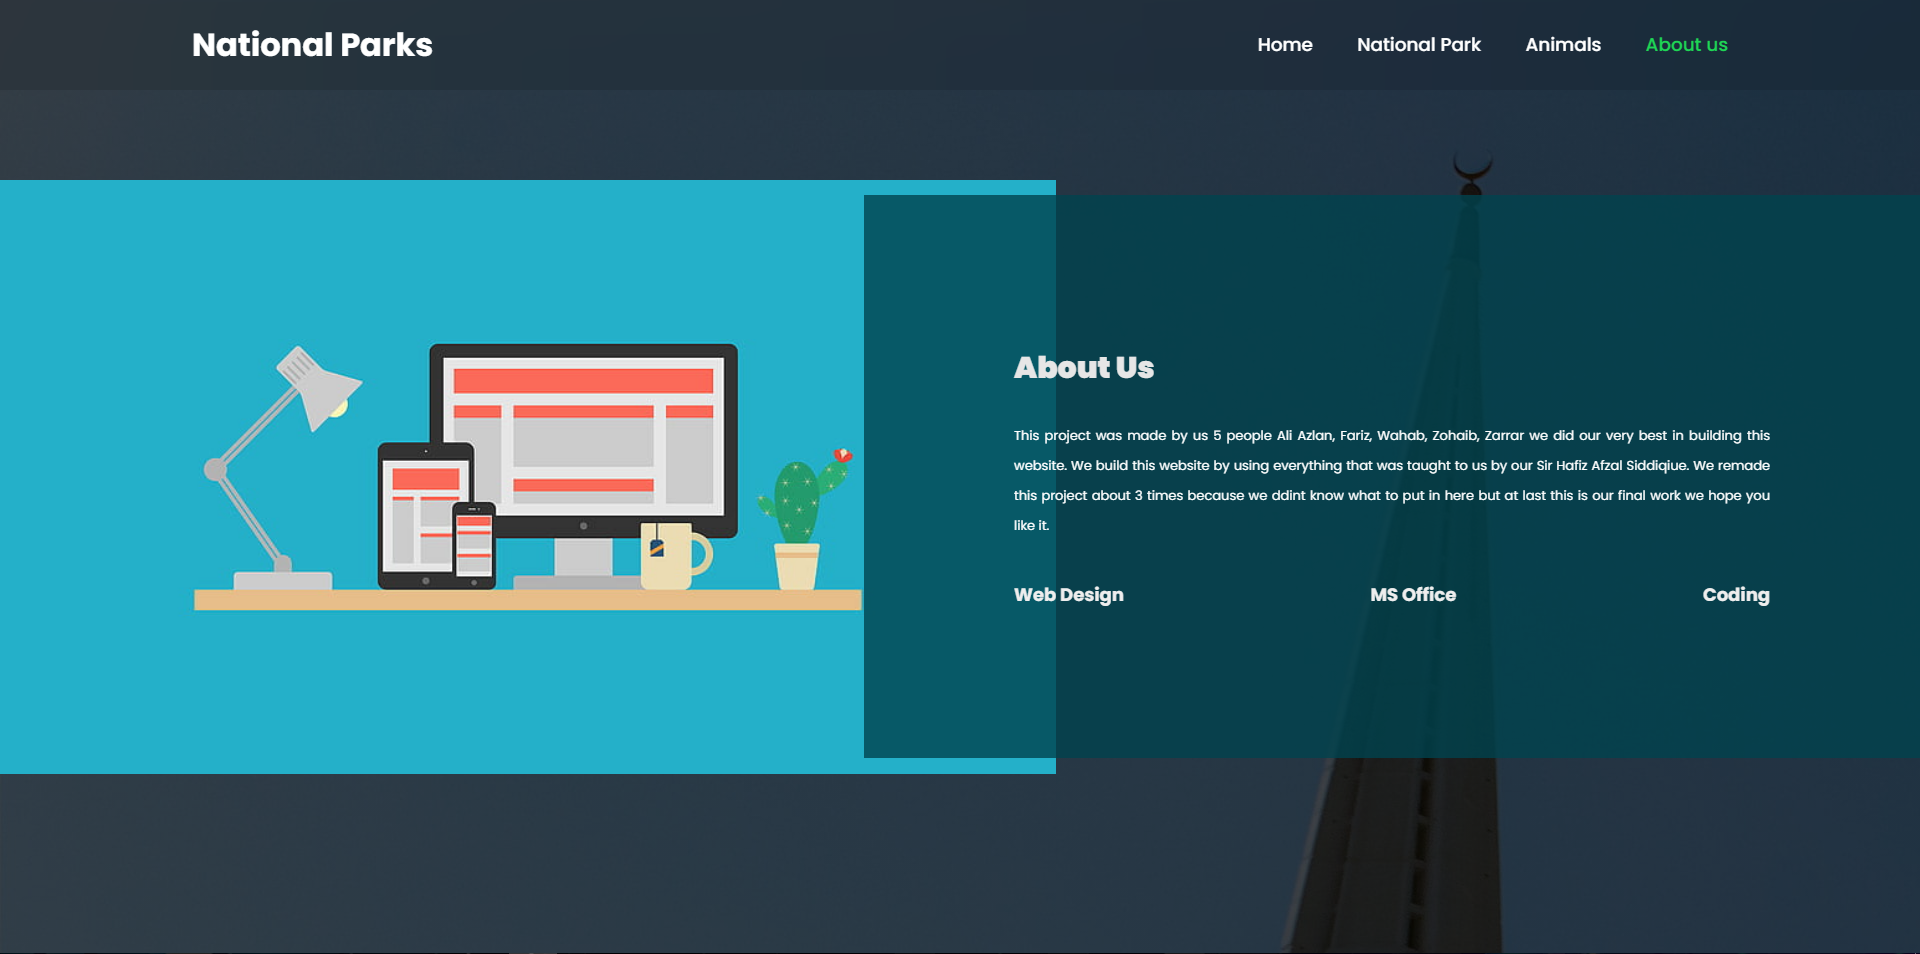 National Parks
Home National Park Animals About us
About Us
This project was made by us 5 people Ali Azlan, Fariz, Wahab, Zohaib, Zarrar we did our very best in building this
website. We build this website by using everything that was taught to us by our Sir Hafiz Afzal Siddiqiue. We remade
this project about 3 times because we ddint know what to put in here but at last this is our final work we hope you
like it.
Web Design MS Office Coding